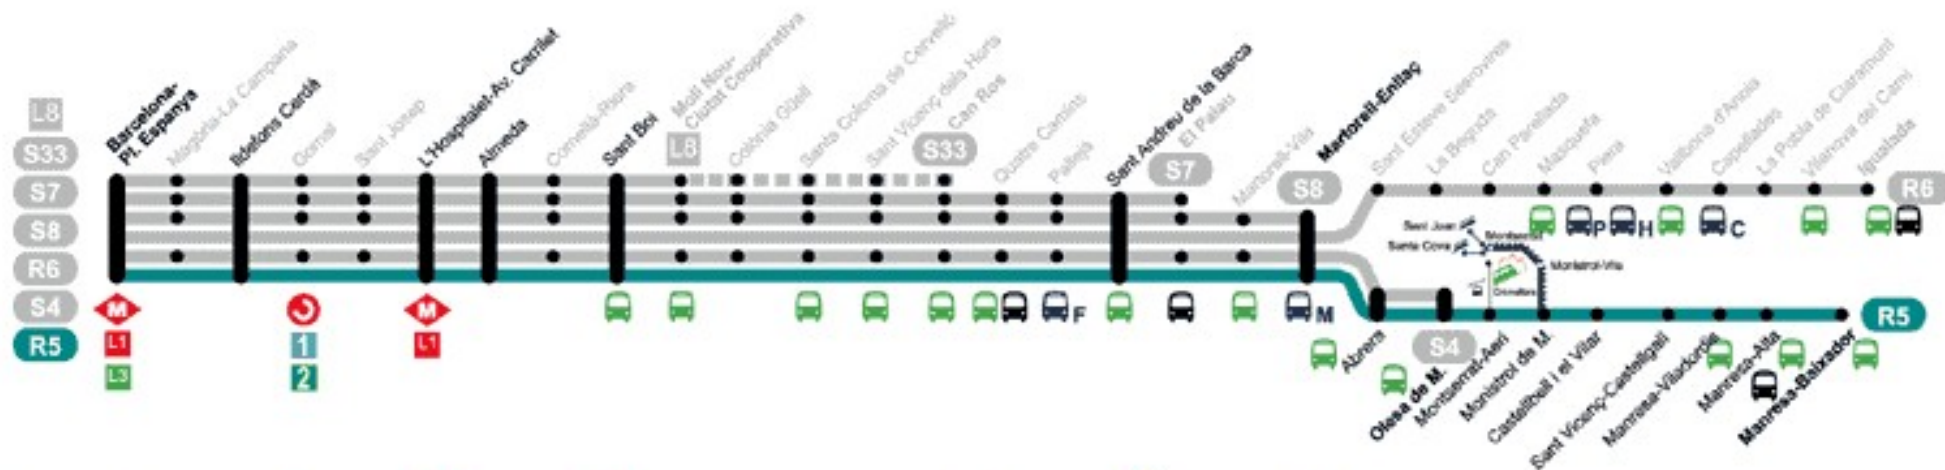 L8
S33
S7
S8
R6
S4
R5
Barcelona-
Pl. Espanya
Magòria-La Campana
Ildefons Cerdà
Gornal
Sant Josep
L'Hospitalet-Av. Carrilet
Almeda
Cornellà-Riera
Sant Boi
Molí Nou-
Ciutat Cooperativa
L8
Colònia Güell
Santa Coloma de Cervelló
Sant Vicenç dels Horts
Can Ros
S33
Quatre Camins
Pallejà
Sant Andreu de la Barca
El Palau
S7
Martorell-Vila
Martorell-Enllaç
S8
Sant Esteve Sesrovires
La Beguda
Can Parellada
Masquefa
Piera
Vallbona d'Anoia
Capellades
La Pobla de Claramunt
Vilanova del Camí
Igualada
R6
P
H
C
Sant Joan
Santa Cova
Montserrat
Monistrol-Vila
Cremallera
M
L1
L3
1
2
M
L1
F
M
Abrera
S4
Olesa de M.
Montserrat-Aeri
Monistrol de M.
Castellbell i el Vilar
Sant Vicenç-Castellgalí
Manresa-Viladordis
Manresa-Alta
Manresa-Baixador
R5